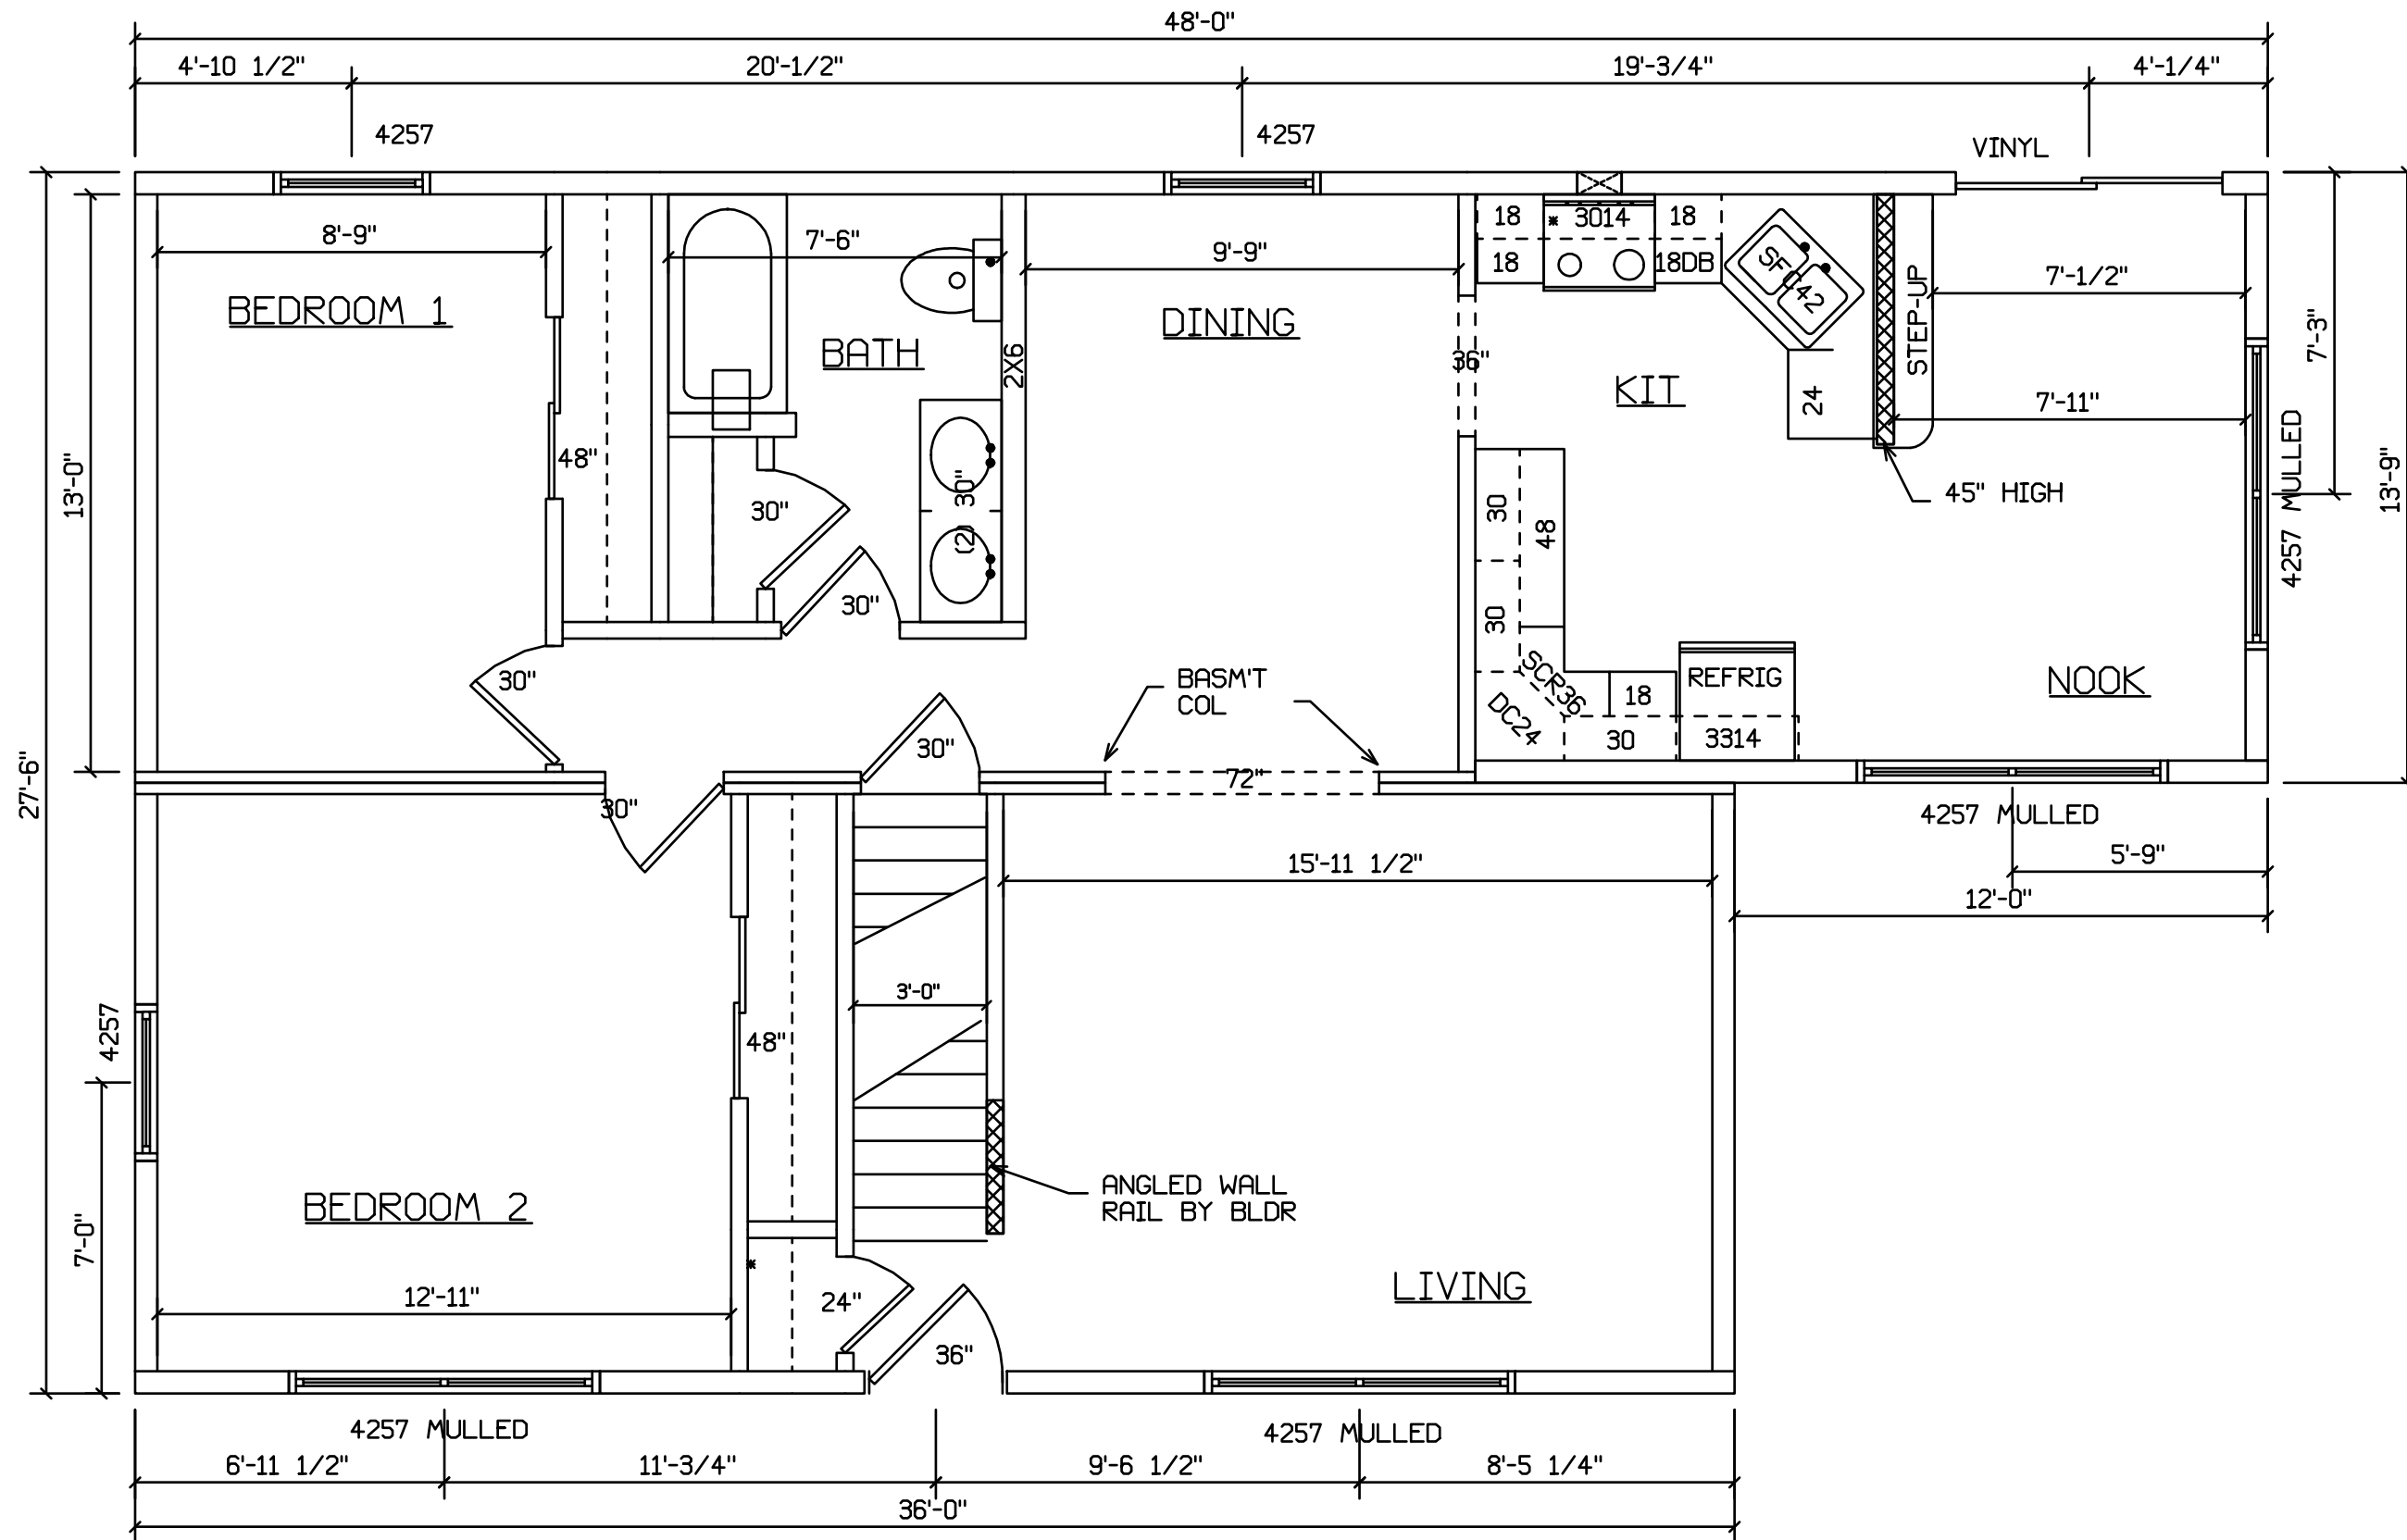 48'-0"
4'-10 1/2"
20'-1/2"
19'-3/4"
4'-1/4"
4257
4257
VINYL
8'-9"
7'-6"
9'-9"
18
* 3014
18
18
18DB
SF C42
STEP-UP
7'-1/2"
7'-3"
BEDROOM 1
BATH
2X6
DINING
36"
KIT
24
7'-11"
4257 MULLED
13'-9"
13'-0"
48"
30"
(2) 30"
30
48
45" HIGH
27'-6"
30"
30
30"
BASM'T
COL
SCR36
DC24
18
30
REFRIG
3314
NOOK
30"
72"
30"
4257 MULLED
5'-9"
12'-0"
15'-11 1/2"
3'-0"
4257
48"
7'-0"
BEDROOM 2
ANGLED WALL
RAIL BY BLDR
*
12'-11"
24"
36"
LIVING
4257 MULLED
4257 MULLED
6'-11 1/2"
11'-3/4"
9'-6 1/2"
8'-5 1/4"
36'-0"